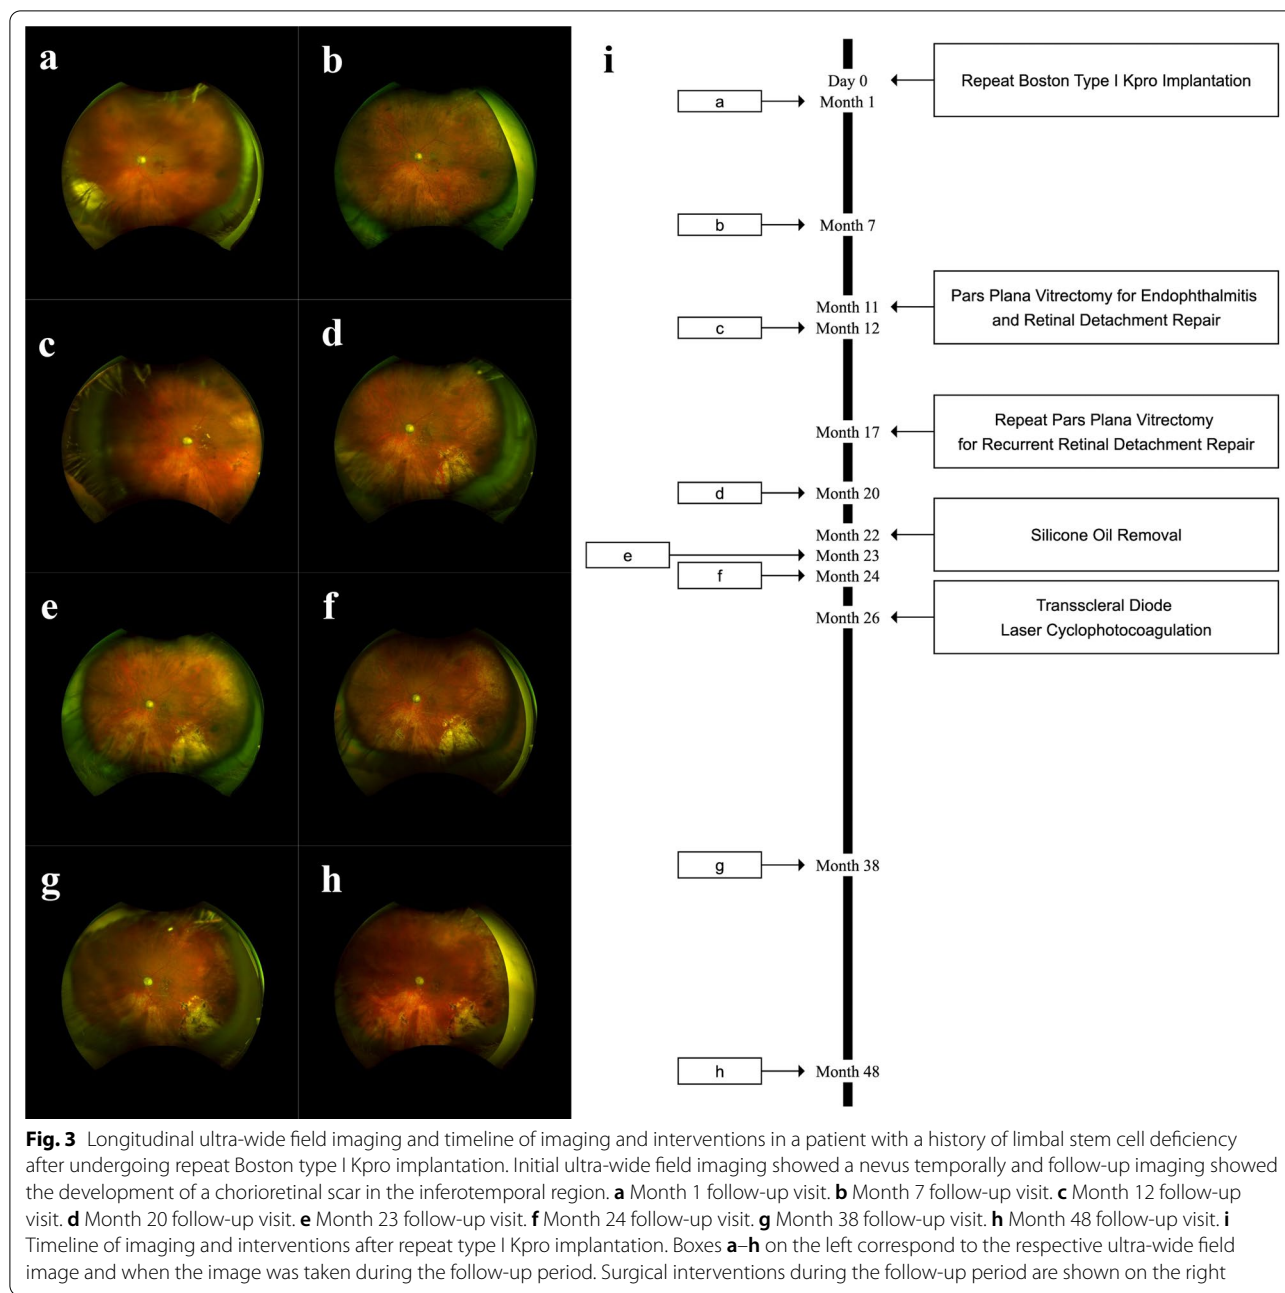 a
b
c
d
e
f
g
h
i
Day 0
Repeat Boston Type I Kpro Implantation
a
Month 1
b
Month 7
Month 11
Pars Plana Vitrectomy for Endophthalmitis
and Retinal Detachment Repair
c
Month 12
Month 17
Repeat Pars Plana Vitrectomy
for Recurrent Retinal Detachment Repair
d
Month 20
Month 22
Silicone Oil Removal
e
Month 23
f
Month 24
Month 26
Transscleral Diode
Laser Cyclophotocoagulation
g
Month 38
h
Month 48
Fig. 3 Longitudinal ultra-wide field imaging and timeline of imaging and interventions in a patient with a history of limbal stem cell deficiency
after undergoing repeat Boston type I Kpro implantation. Initial ultra-wide field imaging showed a nevus temporally and follow-up imaging showed
the development of a chorioretinal scar in the inferotemporal region. a Month 1 follow-up visit. b Month 7 follow-up visit. c Month 12 follow-up
visit. d Month 20 follow-up visit. e Month 23 follow-up visit. f Month 24 follow-up visit. g Month 38 follow-up visit. h Month 48 follow-up visit. i
Timeline of imaging and interventions after repeat type I Kpro implantation. Boxes a–h on the left correspond to the respective ultra-wide field
image and when the image was taken during the follow-up period. Surgical interventions during the follow-up period are shown on the right